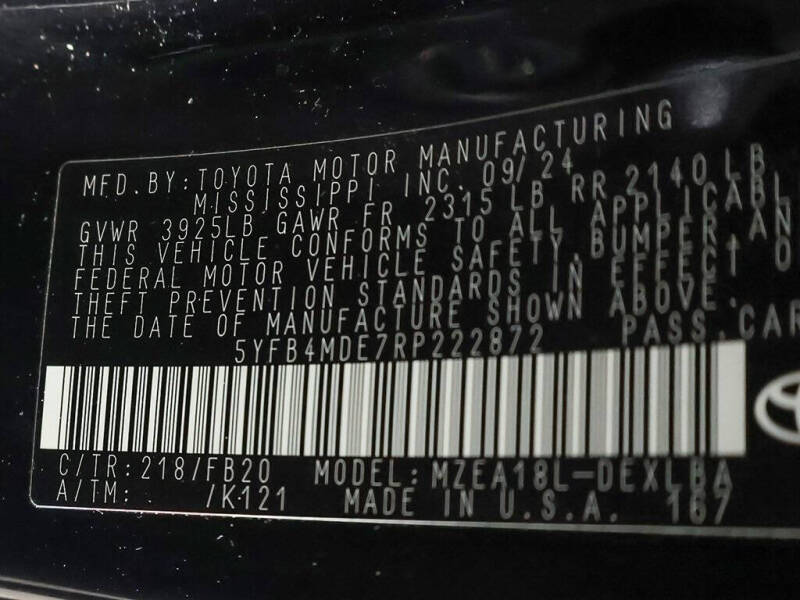 MFD. BY: TOYOTA MOTOR MANUFACTURING
MISSISSIPPI INC. 09/24
GVWR 3925LB GAWR FR 2315 LB RR 2140 LB
THIS VEHICLE CONFORMS TO ALL APPLICABL
FEDERAL MOTOR VEHICLE SAFETY, BUMPER, AN
THEFT PREVENTION STANDARDS IN EFFECT O
THE DATE OF MANUFACTURE SHOWN ABOVE.
5YFB4MDE7RP222872 PASS. CAR
C/TR: 218/FB20 MODEL: MZEA18L-DEXLBA
A/TM: /K121 MADE IN U.S.A. 167